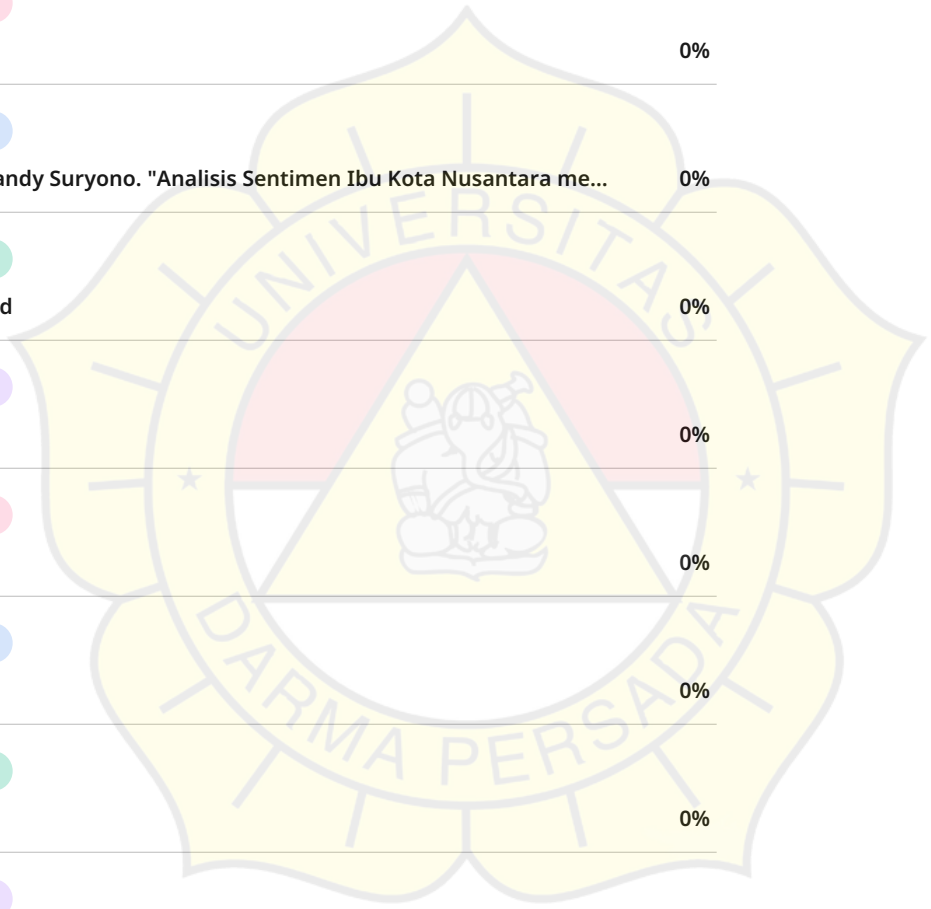 0%
andy Suryono. "Analisis Sentimen Ibu Kota Nusantara me... 0%
UNIVERSITAS
d 0%
0%
0%
DARMA PERSADA
0%
0%